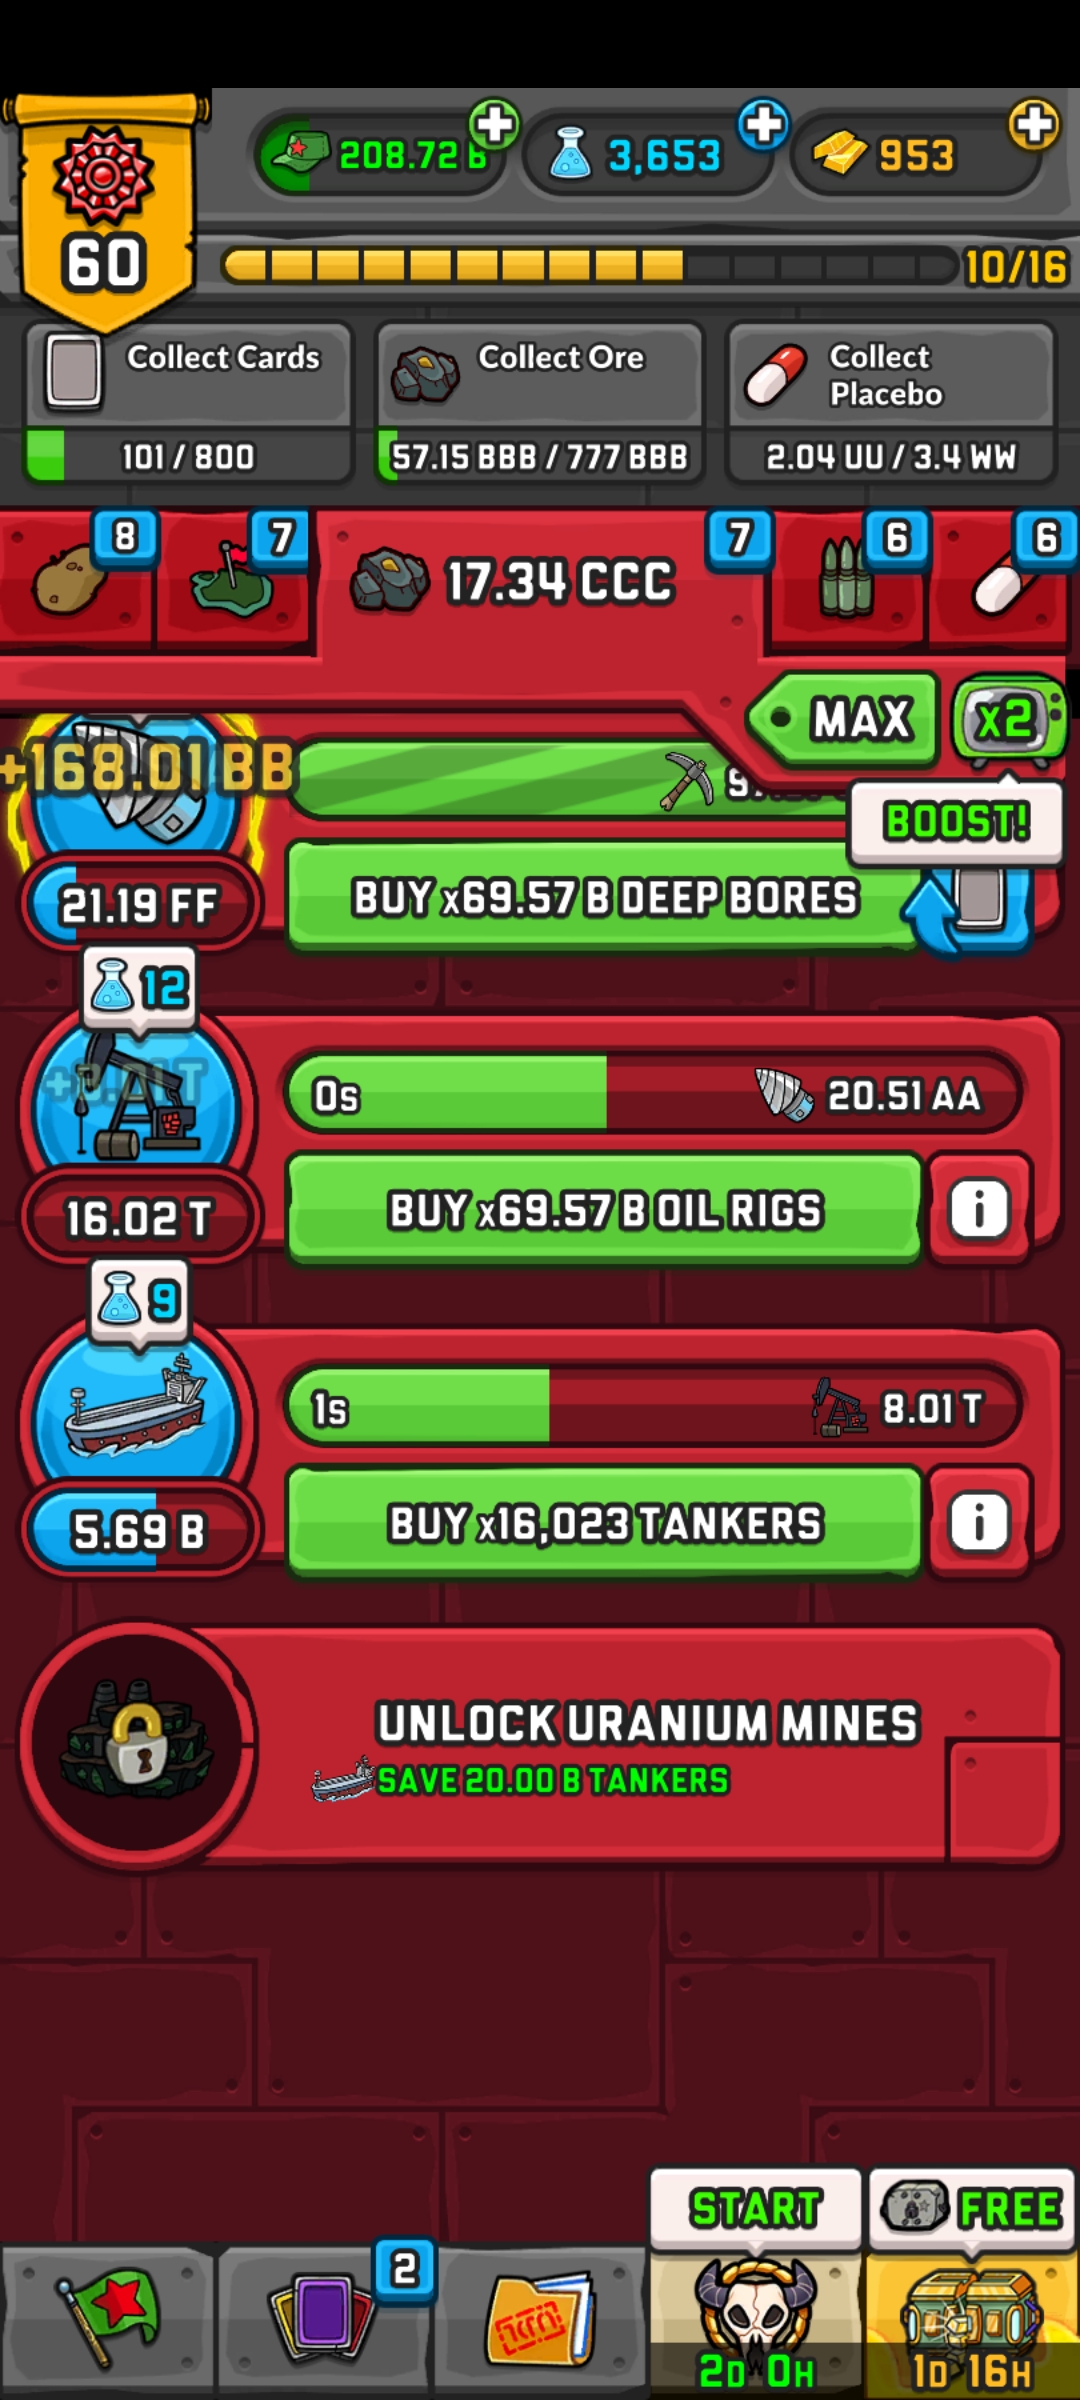 60
208.72 B
3,653
953
10/16
Collect Cards
101 / 800
Collect Ore
57.15 BBB / 777 BBB
Collect
Placebo
2.04 UU / 3.4 WW
8
7
17.34 CCC
7
6
6
MAX
x2
BOOST!
+168.01 BB
21.19 FF
BUY x69.57 B DEEP BORES
12
0s
20.51 AA
16.02 T
BUY x69.57 B OIL RIGS
i
9
1s
8.01 T
5.69 B
BUY x16,023 TANKERS
i
UNLOCK URANIUM MINES
SAVE 20.00 B TANKERS
START
FREE
2
2D 0H
1D 16H